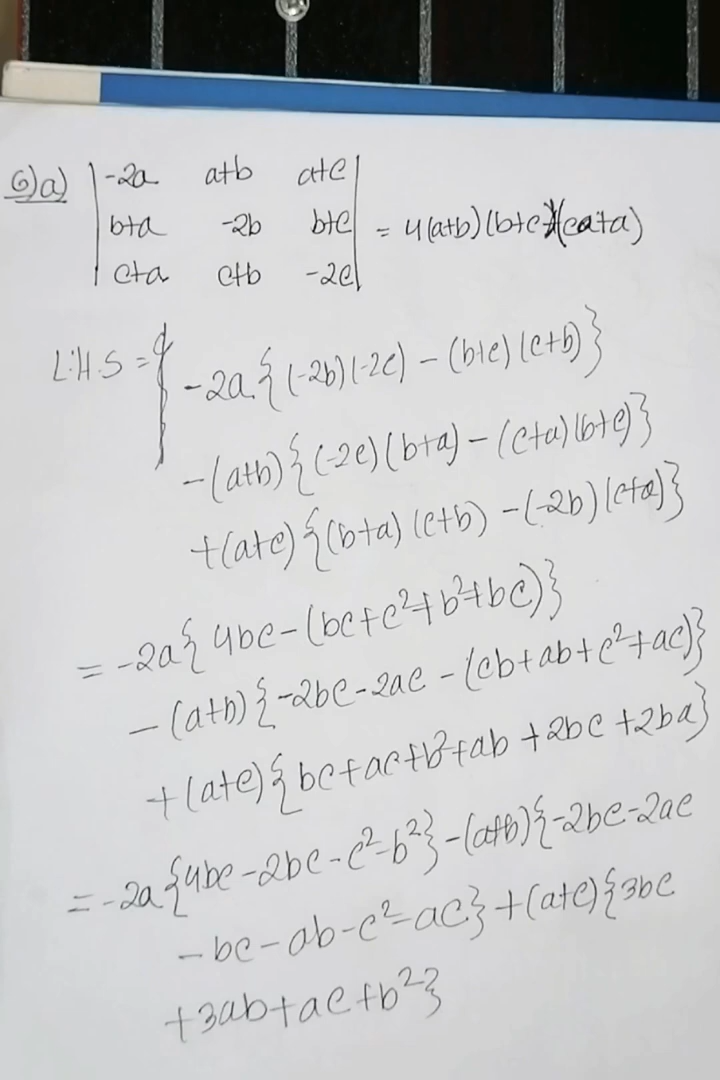 6)a) | -2a a+b a+c |
| b+a -2b b+c | = 4(a+b)(b+c)(c+a)
| c+a c+b -2c |
L.H.S = -2a{(-2b)(-2c) - (b+c)(c+b)}
-(a+b){(-2c)(b+a) - (c+a)(b+c)}
+(a+c){(b+a)(c+b) - (-2b)(c+a)}
= -2a{4bc - (bc+c²+b²+bc)}
-(a+b){-2bc-2ac - (cb+ab+c²+ac)}
+(a+c){bc+ac+b²+ab+2bc+2ba}
= -2a{4bc-2bc-c²-b²}-(a+b){-2bc-2ac
-bc-ab-c²-ac}+(a+c){3bc
+3ab+ac+b²}